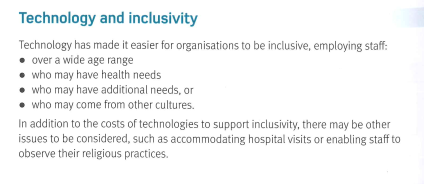 Technology and inclusivity
Technology has made it easier for organisations to be inclusive, employing staff:
• over a wide age range
• who may have health needs
• who may have additional needs, or
• who may come from other cultures.
In addition to the costs of technologies to support inclusivity, there may be other
issues to be considered, such as accommodating hospital visits or enabling staff to
observe their religious practices.